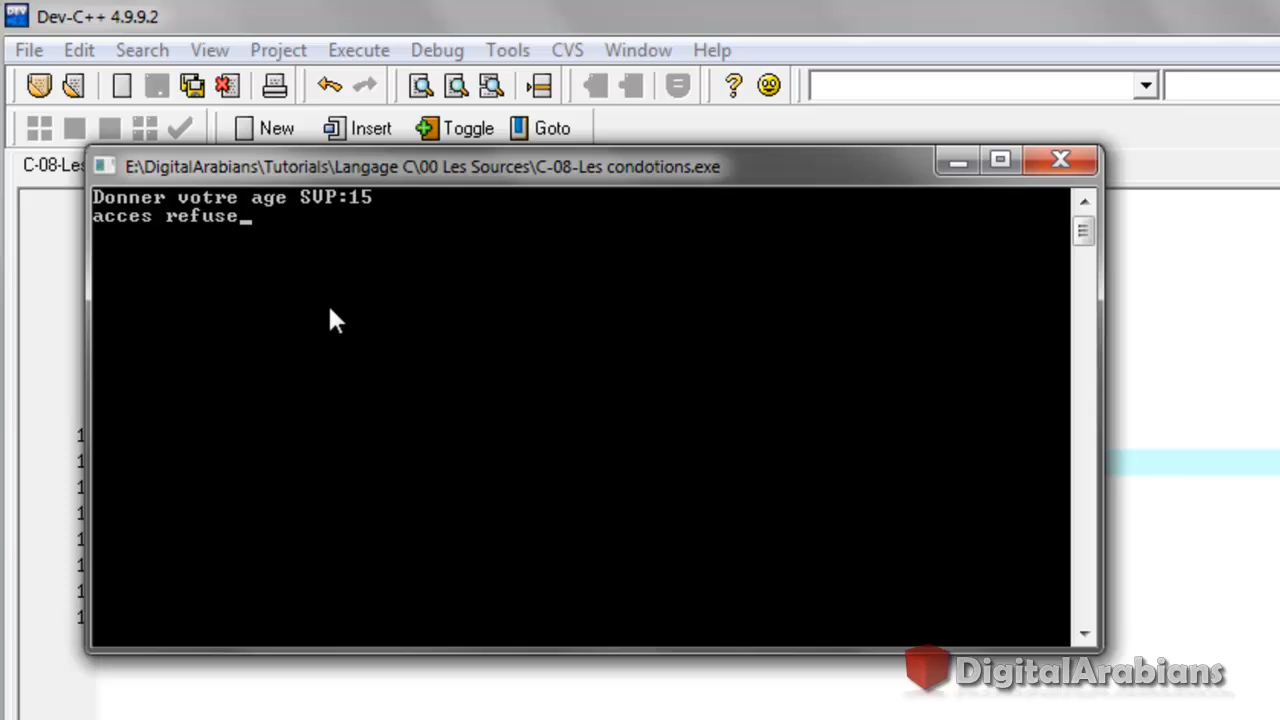 Dev-C++ 4.9.9.2
File Edit Search View Project Execute Debug Tools CVS Window Help
New Insert Toggle Goto
C-08-Les
E:\DigitalArabians\Tutorials\Langage C\00 Les Sources\C-08-Les condotions.exe
Donner votre age SVP:15
acces refuse_
DigitalArabians